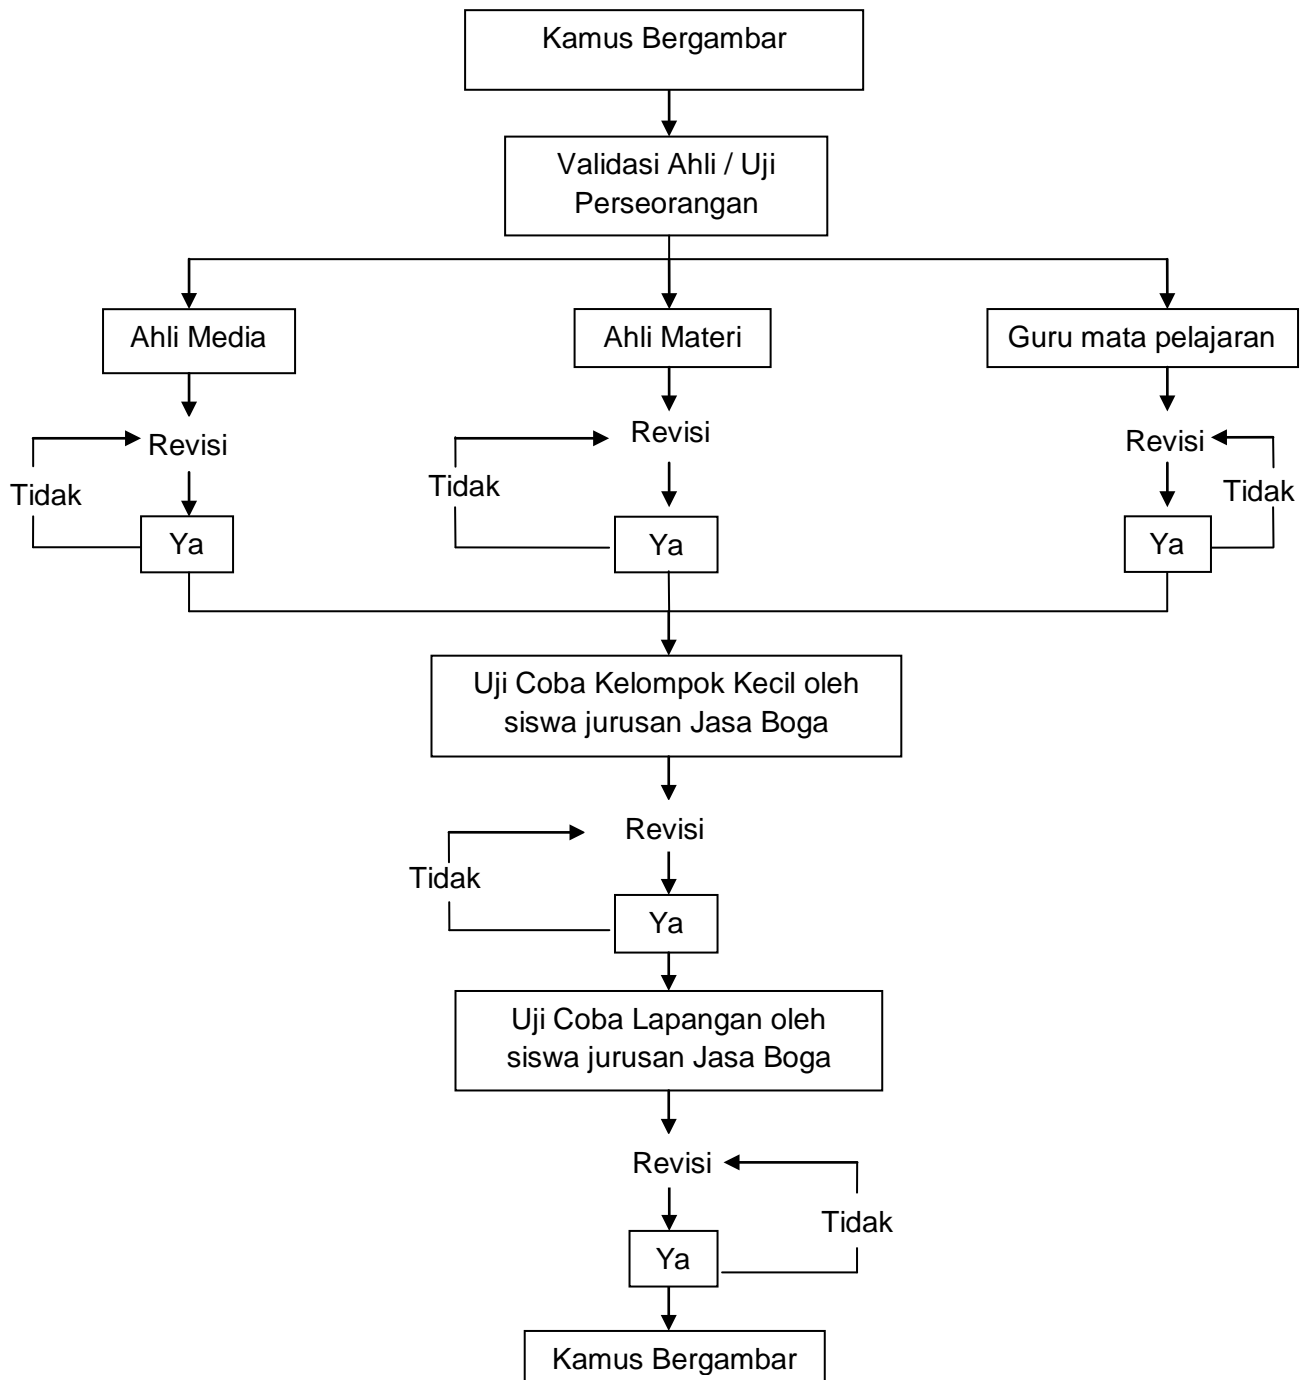 Kamus Bergambar
Validasi Ahli / Uji
Perseorangan
Ahli Media
Ahli Materi
Guru mata pelajaran
Revisi
Revisi
Revisi
Tidak
Tidak
Tidak
Ya
Ya
Ya
Uji Coba Kelompok Kecil oleh
siswa jurusan Jasa Boga
Revisi
Tidak
Ya
Uji Coba Lapangan oleh
siswa jurusan Jasa Boga
Revisi
Tidak
Ya
Kamus Bergambar